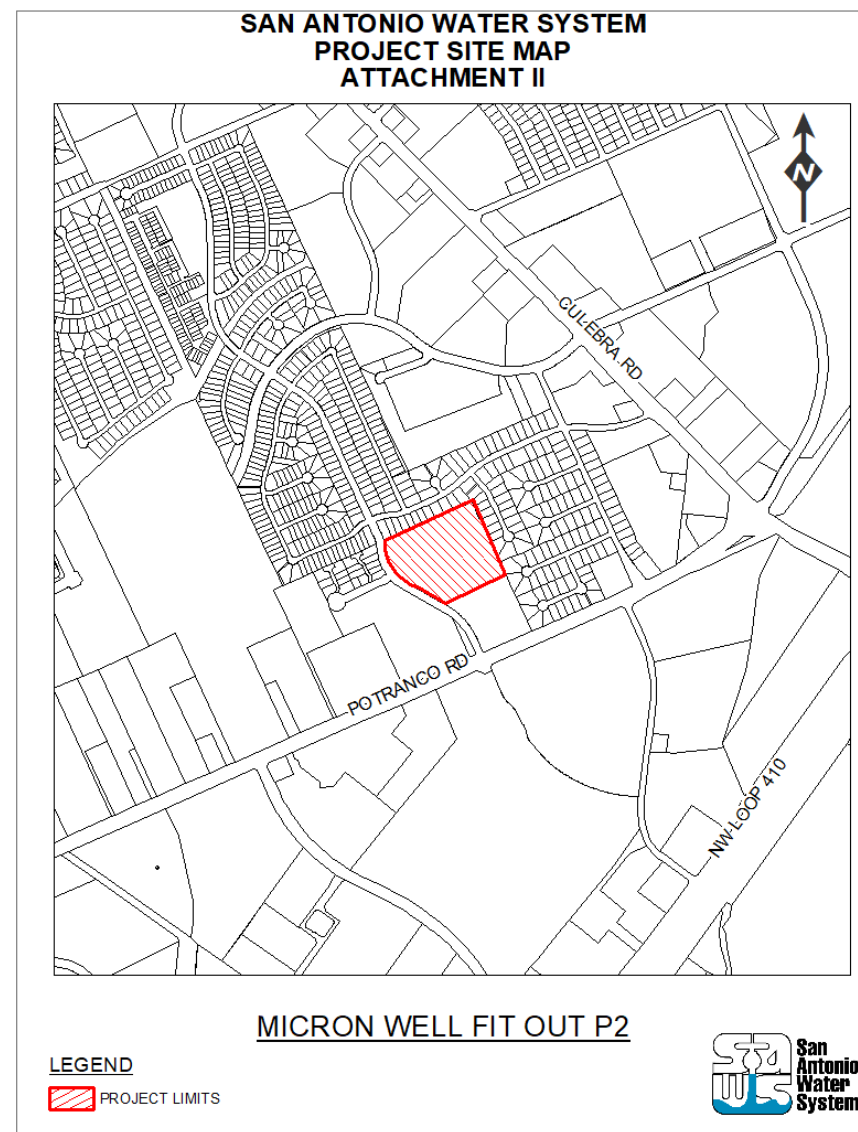 SAN ANTONIO WATER SYSTEM
PROJECT SITE MAP
ATTACHMENT II
N
CULEBRA RD
POTRANCO RD
NW LOOP 410
MICRON WELL FIT OUT P2
LEGEND
PROJECT LIMITS
SAWS
San
Antonio
Water
System